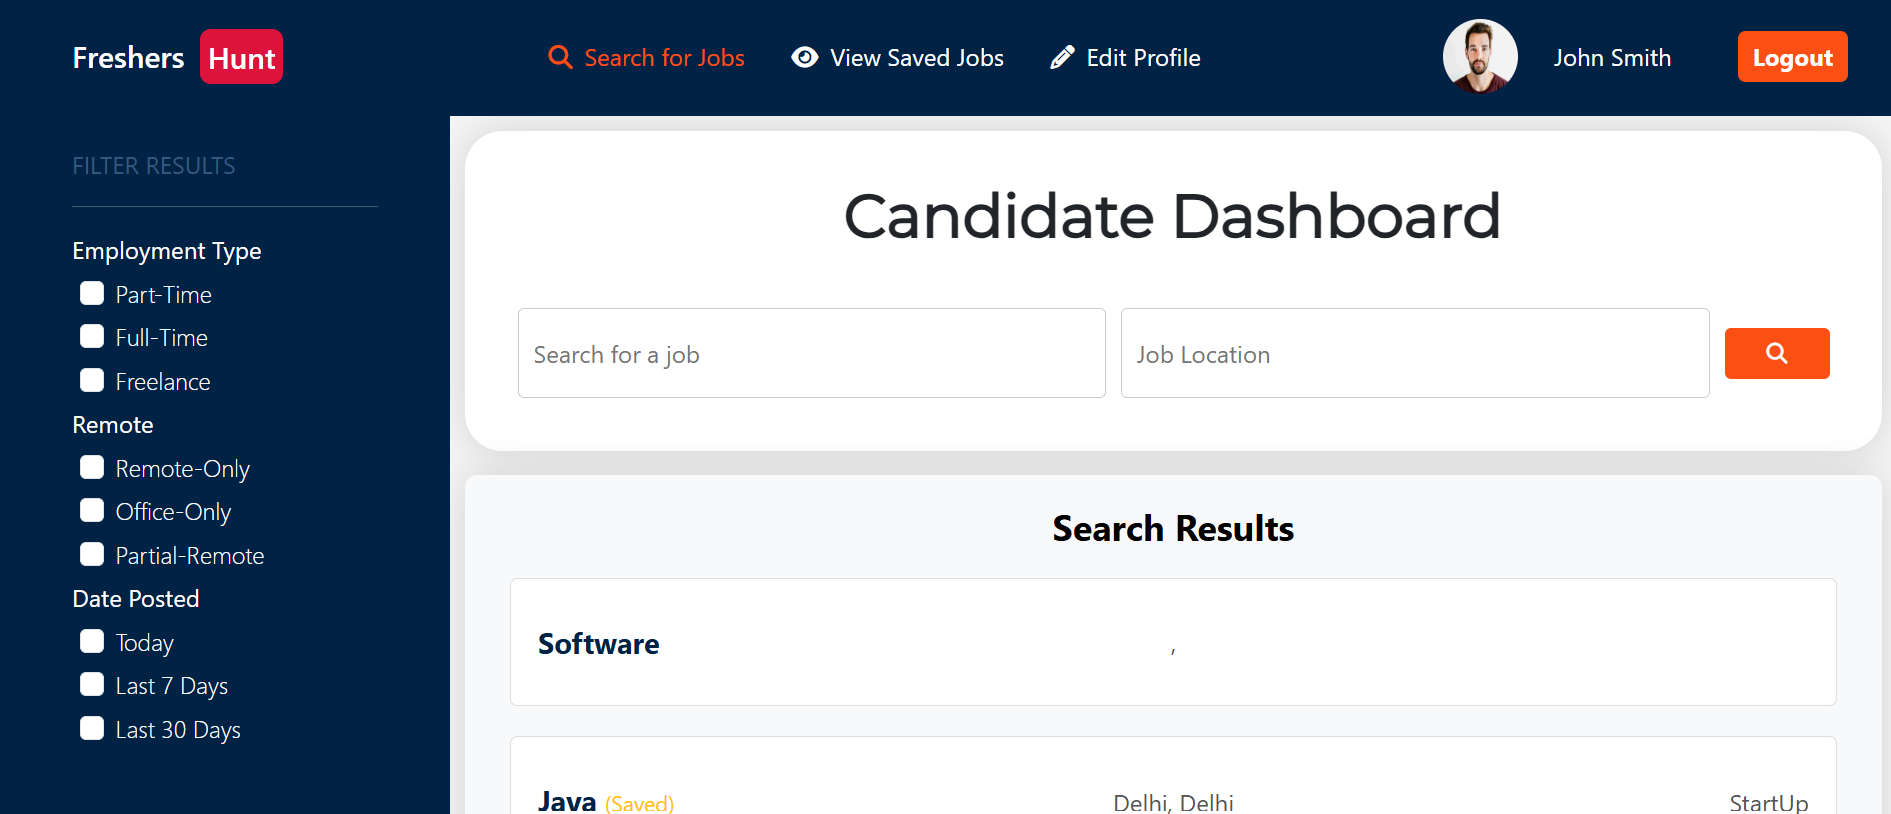 Freshers Hunt
Search for Jobs
View Saved Jobs
Edit Profile
John Smith
Logout
FILTER RESULTS
Employment Type
Part-Time
Full-Time
Freelance
Remote
Remote-Only
Office-Only
Partial-Remote
Date Posted
Today
Last 7 Days
Last 30 Days
Candidate Dashboard
Search for a job
Job Location
Search Results
Software ,
Java (Saved) Delhi, Delhi StartUp